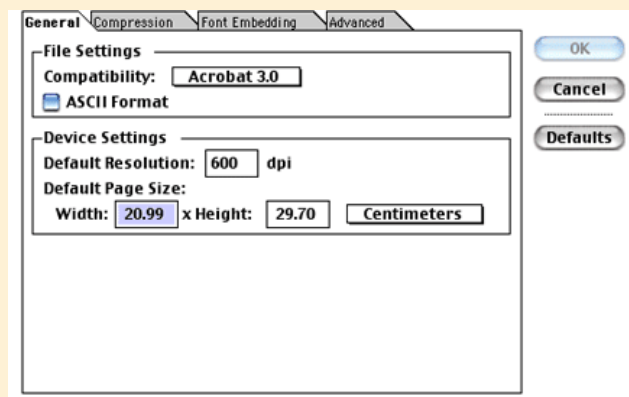 General Compression Font Embedding Advanced
File Settings
OK
Compatibility: Acrobat 3.0
Cancel
ASCII Format
Device Settings
Defaults
Default Resolution: 600 dpi
Default Page Size:
Width: 20.99 x Height: 29.70 Centimeters